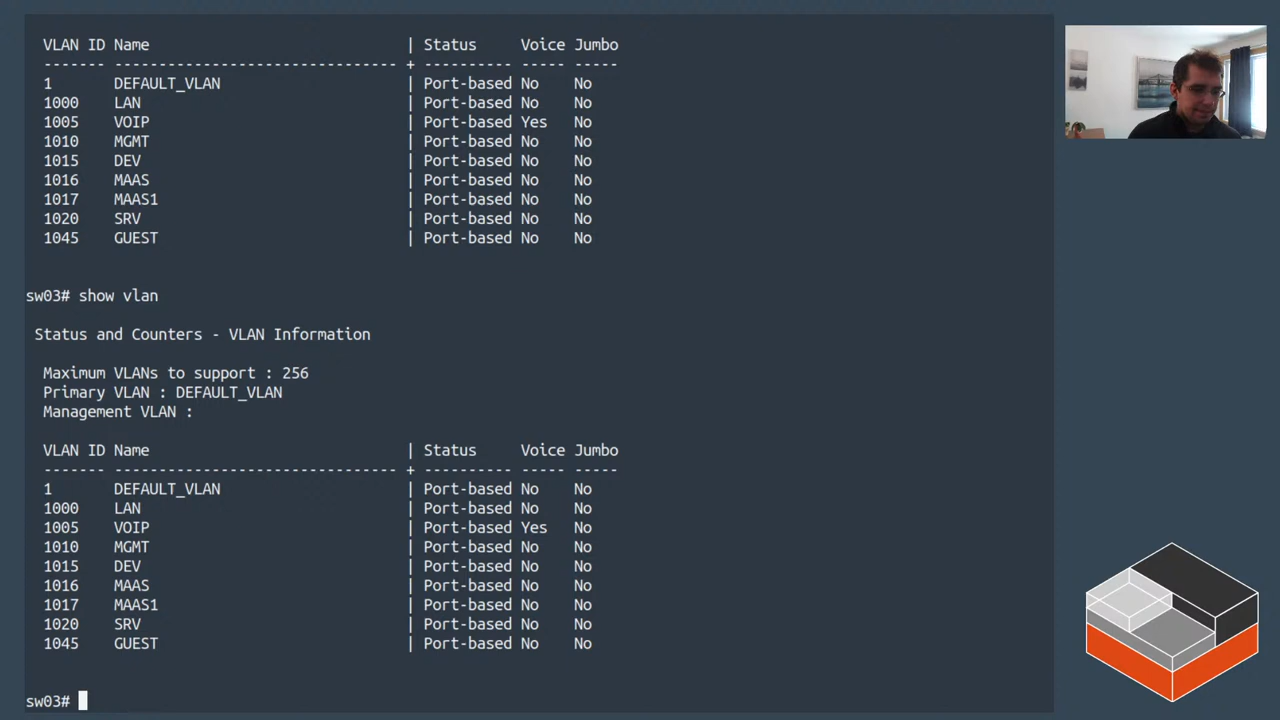 VLAN ID Name | Status Voice Jumbo
------- -------------------------------- + ---------- ----- -----
1 DEFAULT_VLAN | Port-based No No
1000 LAN | Port-based No No
1005 VOIP | Port-based Yes No
1010 MGMT | Port-based No No
1015 DEV | Port-based No No
1016 MAAS | Port-based No No
1017 MAAS1 | Port-based No No
1020 SRV | Port-based No No
1045 GUEST | Port-based No No
sw03# show vlan
Status and Counters - VLAN Information
Maximum VLANs to support : 256
Primary VLAN : DEFAULT_VLAN
Management VLAN :
VLAN ID Name | Status Voice Jumbo
------- -------------------------------- + ---------- ----- -----
1 DEFAULT_VLAN | Port-based No No
1000 LAN | Port-based No No
1005 VOIP | Port-based Yes No
1010 MGMT | Port-based No No
1015 DEV | Port-based No No
1016 MAAS | Port-based No No
1017 MAAS1 | Port-based No No
1020 SRV | Port-based No No
1045 GUEST | Port-based No No
sw03#